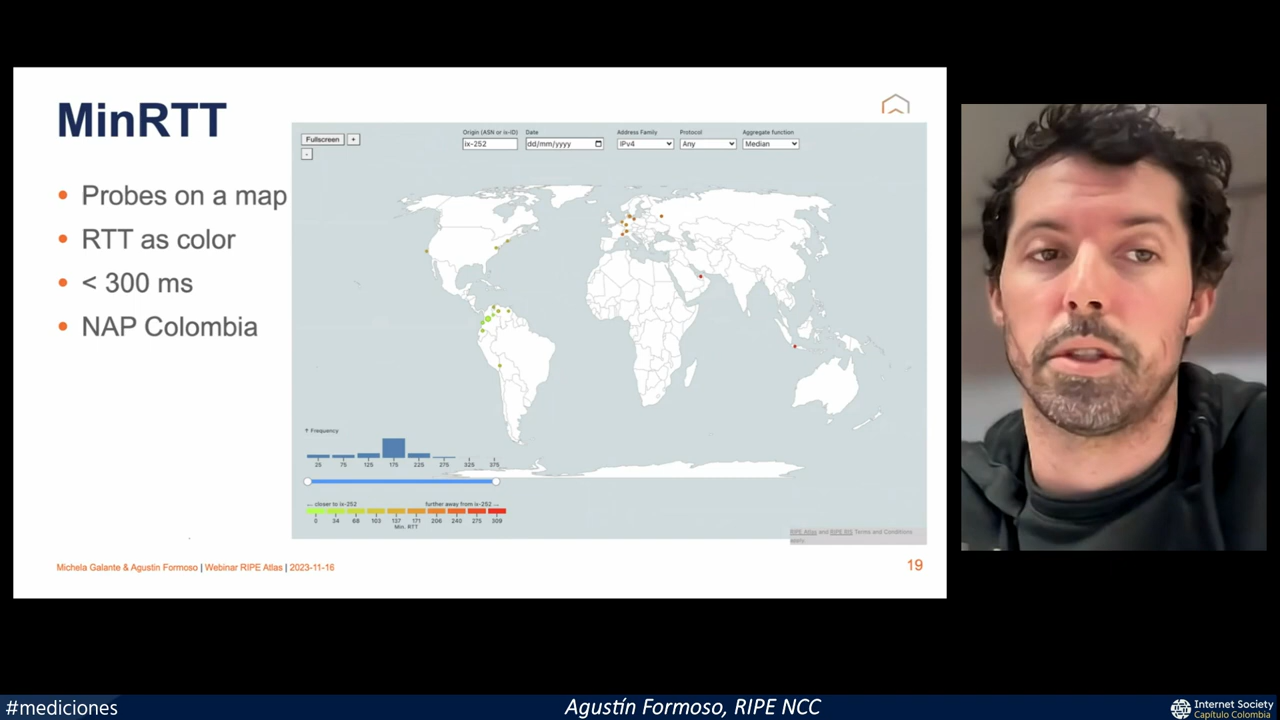 MinRTT
• Probes on a map
• RTT as color
• < 300 ms
• NAP Colombia
Fullscreen +
-
Origin (ASN or ix-ID) Date Address Family Protocol Aggregate function
ix-252 dd/mm/yyyy IPv4 Any Median
↑ Frequency
25 75 125 175 225 275 325 375
closer to ix-252 further away from ix-252
0 34 68 103 137 171 206 240 275 309
Min. RTT
RIPE Atlas and RIPE RIS Terms and Conditions
apply.
Michela Galante & Agustin Formoso | Webinar RIPE Atlas | 2023-11-16
19
#mediciones
Agustín Formoso, RIPE NCC
Internet Society
Capítulo Colombia